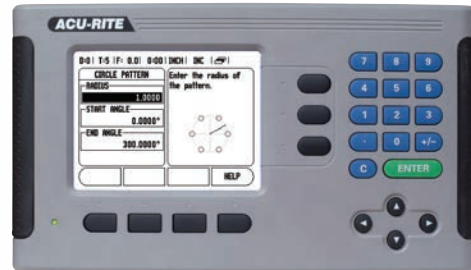 ACU-RITE
D:0| T:5 |F: 0.0| 0:00| INCH| INC |
CIRCLE PATTERN
RADIUS
1.0000
START ANGLE
0.0000°
END ANGLE
300.0000°
Enter the radius of
the pattern.
HELP
7 8 9
4 5 6
1 2 3
. 0 +/-
C ENTER